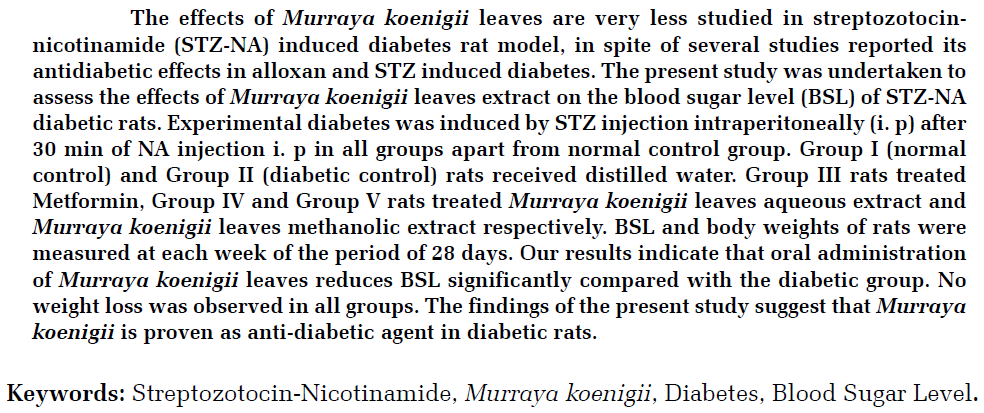 The effects of Murraya koenigii leaves are very less studied in streptozotocin-
nicotinamide (STZ-NA) induced diabetes rat model, in spite of several studies reported its
antidiabetic effects in alloxan and STZ induced diabetes. The present study was undertaken to
assess the effects of Murraya koenigii leaves extract on the blood sugar level (BSL) of STZ-NA
diabetic rats. Experimental diabetes was induced by STZ injection intraperitoneally (i. p) after
30 min of NA injection i. p in all groups apart from normal control group. Group I (normal
control) and Group II (diabetic control) rats received distilled water. Group III rats treated
Metformin, Group IV and Group V rats treated Murraya koenigii leaves aqueous extract and
Murraya koenigii leaves methanolic extract respectively. BSL and body weights of rats were
measured at each week of the period of 28 days. Our results indicate that oral administration
of Murraya koenigii leaves reduces BSL significantly compared with the diabetic group. No
weight loss was observed in all groups. The findings of the present study suggest that Murraya
koenigii is proven as anti-diabetic agent in diabetic rats.
Keywords: Streptozotocin-Nicotinamide, Murraya koenigii, Diabetes, Blood Sugar Level.